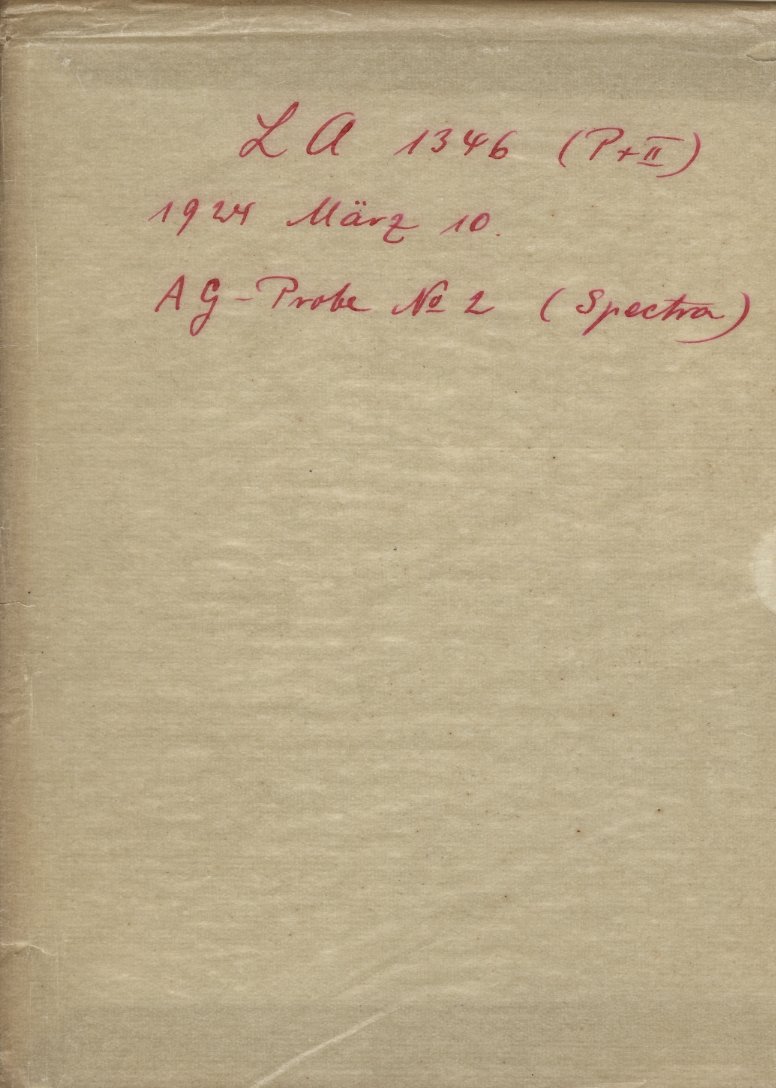 LA 1346 (P+II)
1924 März 10.
AG-Probe № 2 (Spectra)